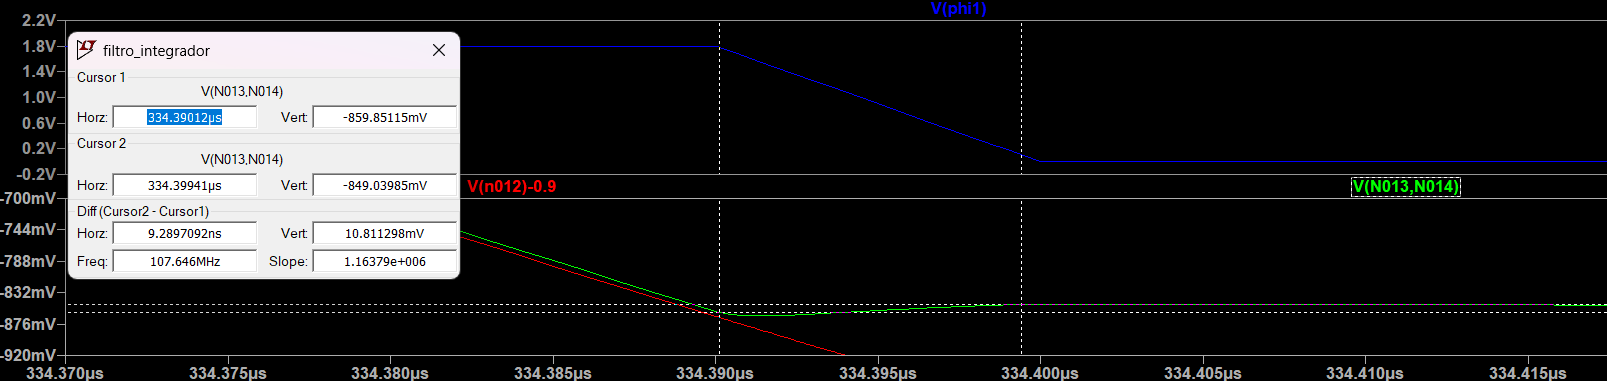 V(phi1)
2.2V
1.8V
1.4V
1.0V
0.6V
0.2V
-0.2V
filtro_integrador
Cursor 1
V(N013,N014)
Horz: 334.39012µs Vert: -859.85115mV
Cursor 2
V(N013,N014)
Horz: 334.39941µs Vert: -849.03985mV
Diff (Cursor2 - Cursor1)
Horz: 9.2897092ns Vert: 10.811298mV
Freq: 107.646MHz Slope: 1.16379e+006
V(n012)-0.9 V(N013,N014)
-700mV
-744mV
-788mV
-832mV
-876mV
-920mV
334.370µs 334.375µs 334.380µs 334.385µs 334.390µs 334.395µs 334.400µs 334.405µs 334.410µs 334.415µs